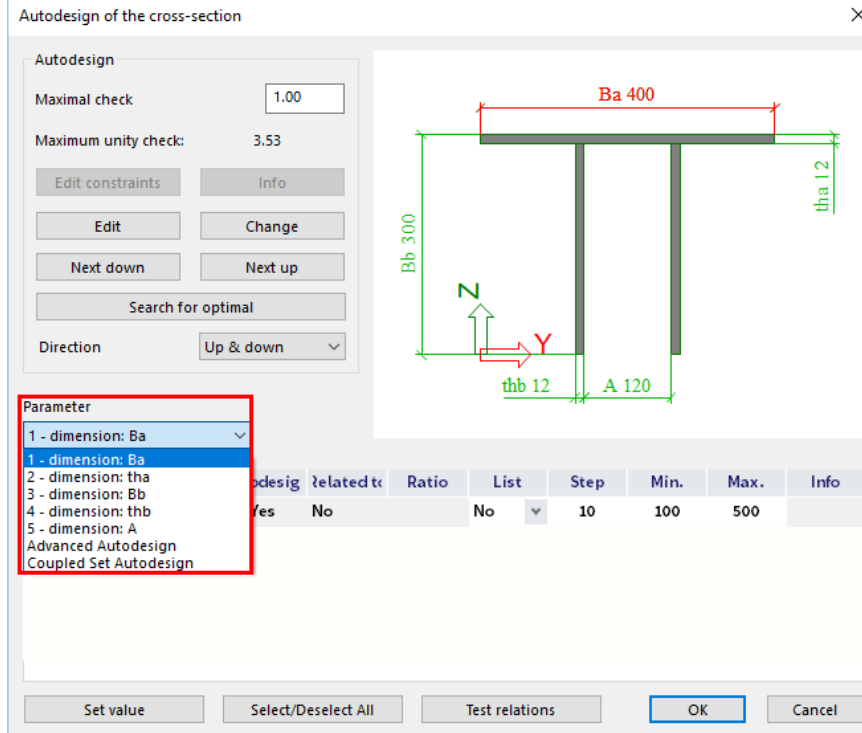 Autodesign of the cross-section
Autodesign
Maximal check 1.00
Maximum unity check: 3.53
Edit constraints Info
Edit Change
Next down Next up
Search for optimal
Direction Up & down
Ba 400
tha 12
Bb 300
Z
Y
thb 12 A 120
Parameter
1 - dimension: Ba
1 - dimension: Ba
2 - dimension: tha
3 - dimension: Bb
4 - dimension: thb
5 - dimension: A
Advanced Autodesign
Coupled Set Autodesign
odesig Related to Ratio List Step Min. Max. Info
Yes No No 10 100 500
Set value Select/Deselect All Test relations OK Cancel